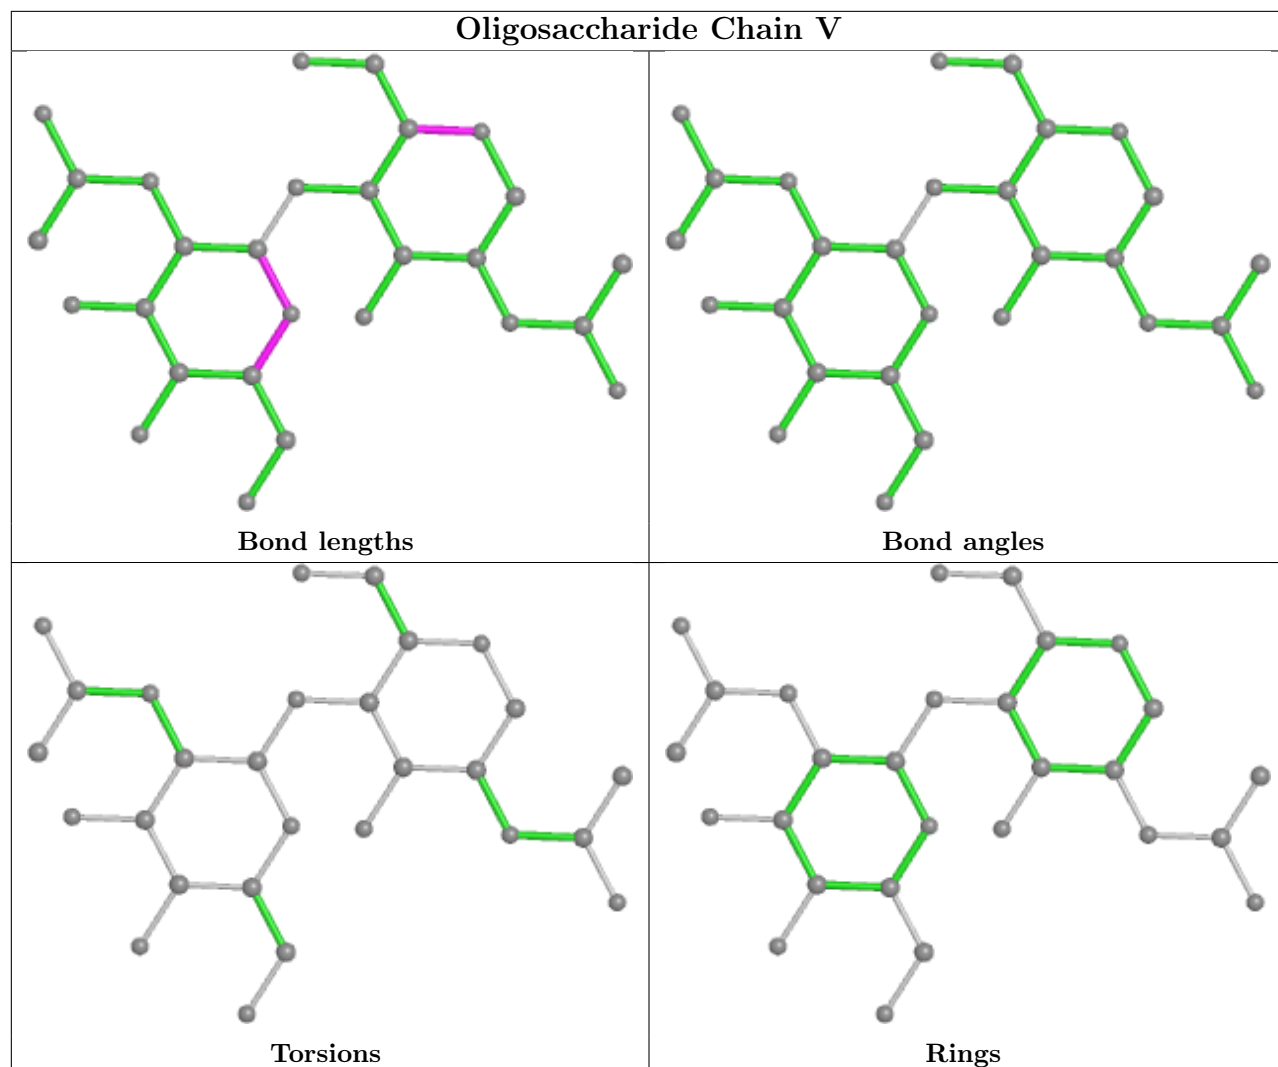 Oligosaccharide Chain V
Bond lengths
Bond angles
Torsions
Rings